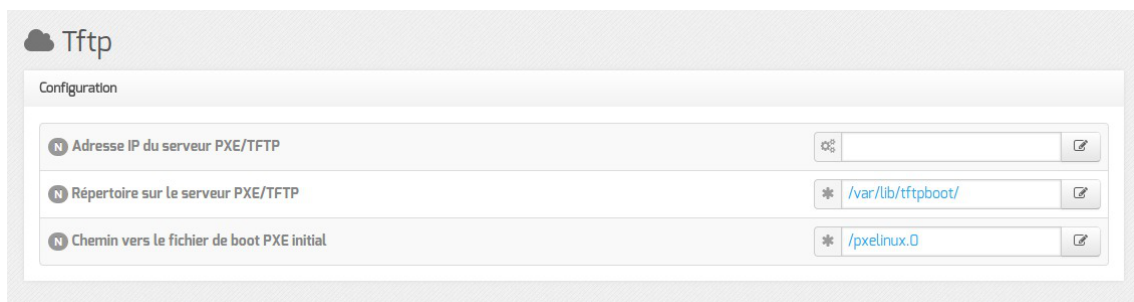 Tftp
Configuration
N Adresse IP du serveur PXE/TFTP
N Répertoire sur le serveur PXE/TFTP * /var/lib/tftpboot/
N Chemin vers le fichier de boot PXE initial * /pxelinux.0